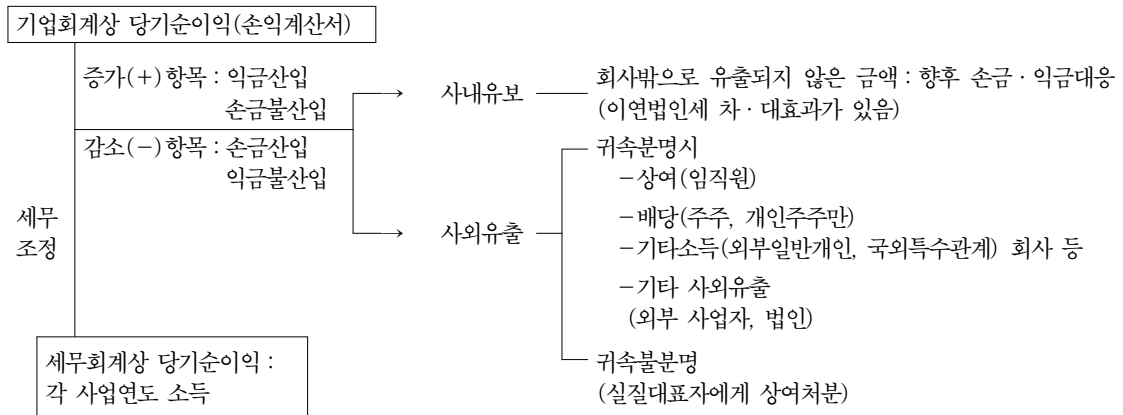 기업회계상 당기순이익(손익계산서)
증가(+)항목 : 익금산입
손금불산입
감소(-)항목 : 손금산입
익금불산입
세무
조정
사내유보
회사밖으로 유출되지 않은 금액 : 향후 손금 · 익금대응
(이연법인세 차 · 대효과가 있음)
사외유출
귀속분명시
-상여(임직원)
-배당(주주, 개인주주만)
-기타소득(외부일반개인, 국외특수관계) 회사 등
-기타 사외유출
(외부 사업자, 법인)
귀속불분명
(실질대표자에게 상여처분)
세무회계상 당기순이익 :
각 사업연도 소득